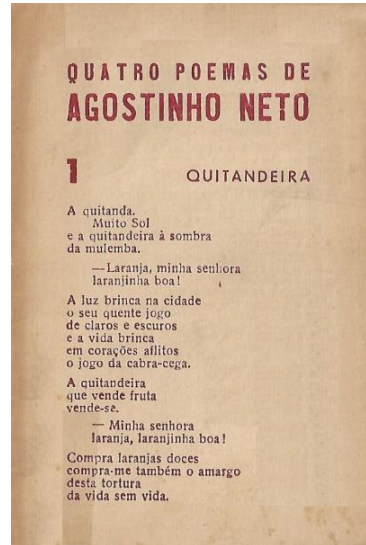 QUATRO POEMAS DE
AGOSTINHO NETO
1
QUITANDEIRA
A quitanda.
Muito Sol
e a quitandeira à sombra
da mulemba.
—Laranja, minha senhora
laranjinha boa!
A luz brinca na cidade
o seu quente jogo
de claros e escuros
e a vida brinca
em corações aflitos
o jogo da cabra-cega.
A quitandeira
que vende fruta
vende-se.
— Minha senhora
laranja, laranjinha boa!
Compra laranjas doces
compra-me também o amargo
desta tortura
da vida sem vida.